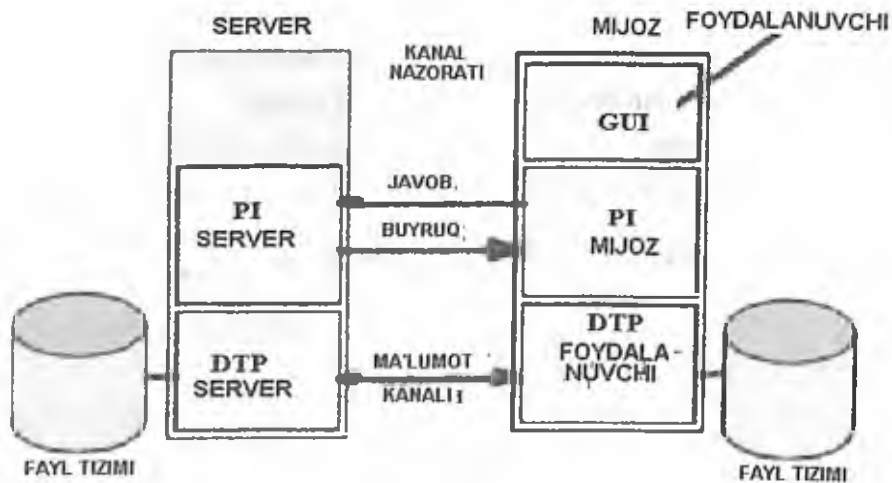 SERVER
KANAL
NAZORATI
MIJOZ
FOYDALANUVCHI
GUI
PI
SERVER
JAVOB.
BUYRUQ;
PI
MIJOZ
DTP
SERVER
MA'LUMOT
KANALI
DTP
FOYDALA-
NUVCHI
FAYL TIZIMI
FAYL TIZIMI